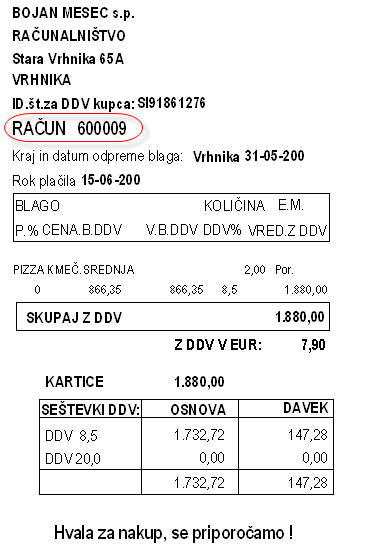 BOJAN MESEC s.p.
RAČUNALNIŠTVO
Stara Vrhnika 65A
VRHNIKA
ID.št.za DDV kupca: SI91861276
RAČUN 600009
Kraj in datum odpreme blaga: Vrhnika 31-05-200
Rok plačila 15-06-200
BLAGO KOLIČINA E.M.
P.% CENA.B.DDV V.B.DDV DDV% VRED.Z DDV
PIZZA KMEČ.SREDNJA 2,00 Por.
0 866,35 866,35 8,5 1.880,00
SKUPAJ Z DDV 1.880,00
Z DDV V EUR: 7,90
KARTICE 1.880,00
SEŠTEVKI DDV: OSNOVA DAVEK
DDV 8,5 1.732,72 147,28
DDV 20,0 0,00 0,00
1.732,72 147,28
Hvala za nakup, se priporočamo !